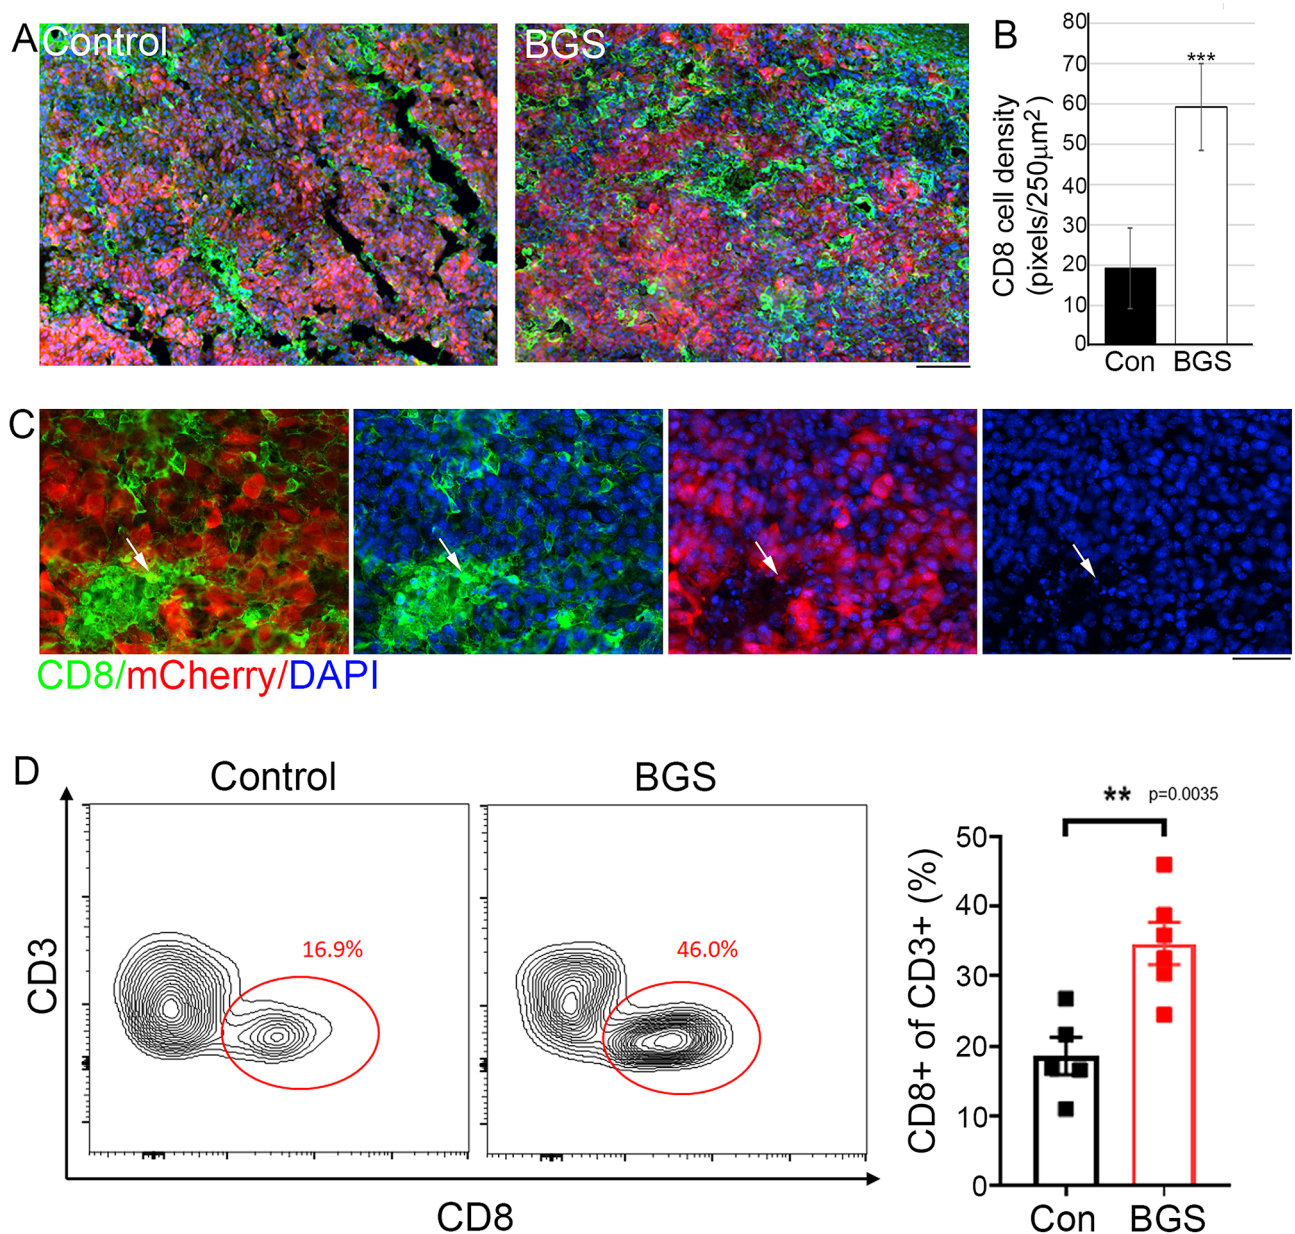 A
Control
BGS
B
CD8 cell density
(pixels/250μm²)
80
70
60
50
40
30
20
10
0
***
Con
BGS
C
CD8/mCherry/DAPI
D
Control
BGS
CD3
16.9%
46.0%
CD8
** p=0.0035
CD8+ of CD3+ (%)
50
40
30
20
10
0
Con
BGS